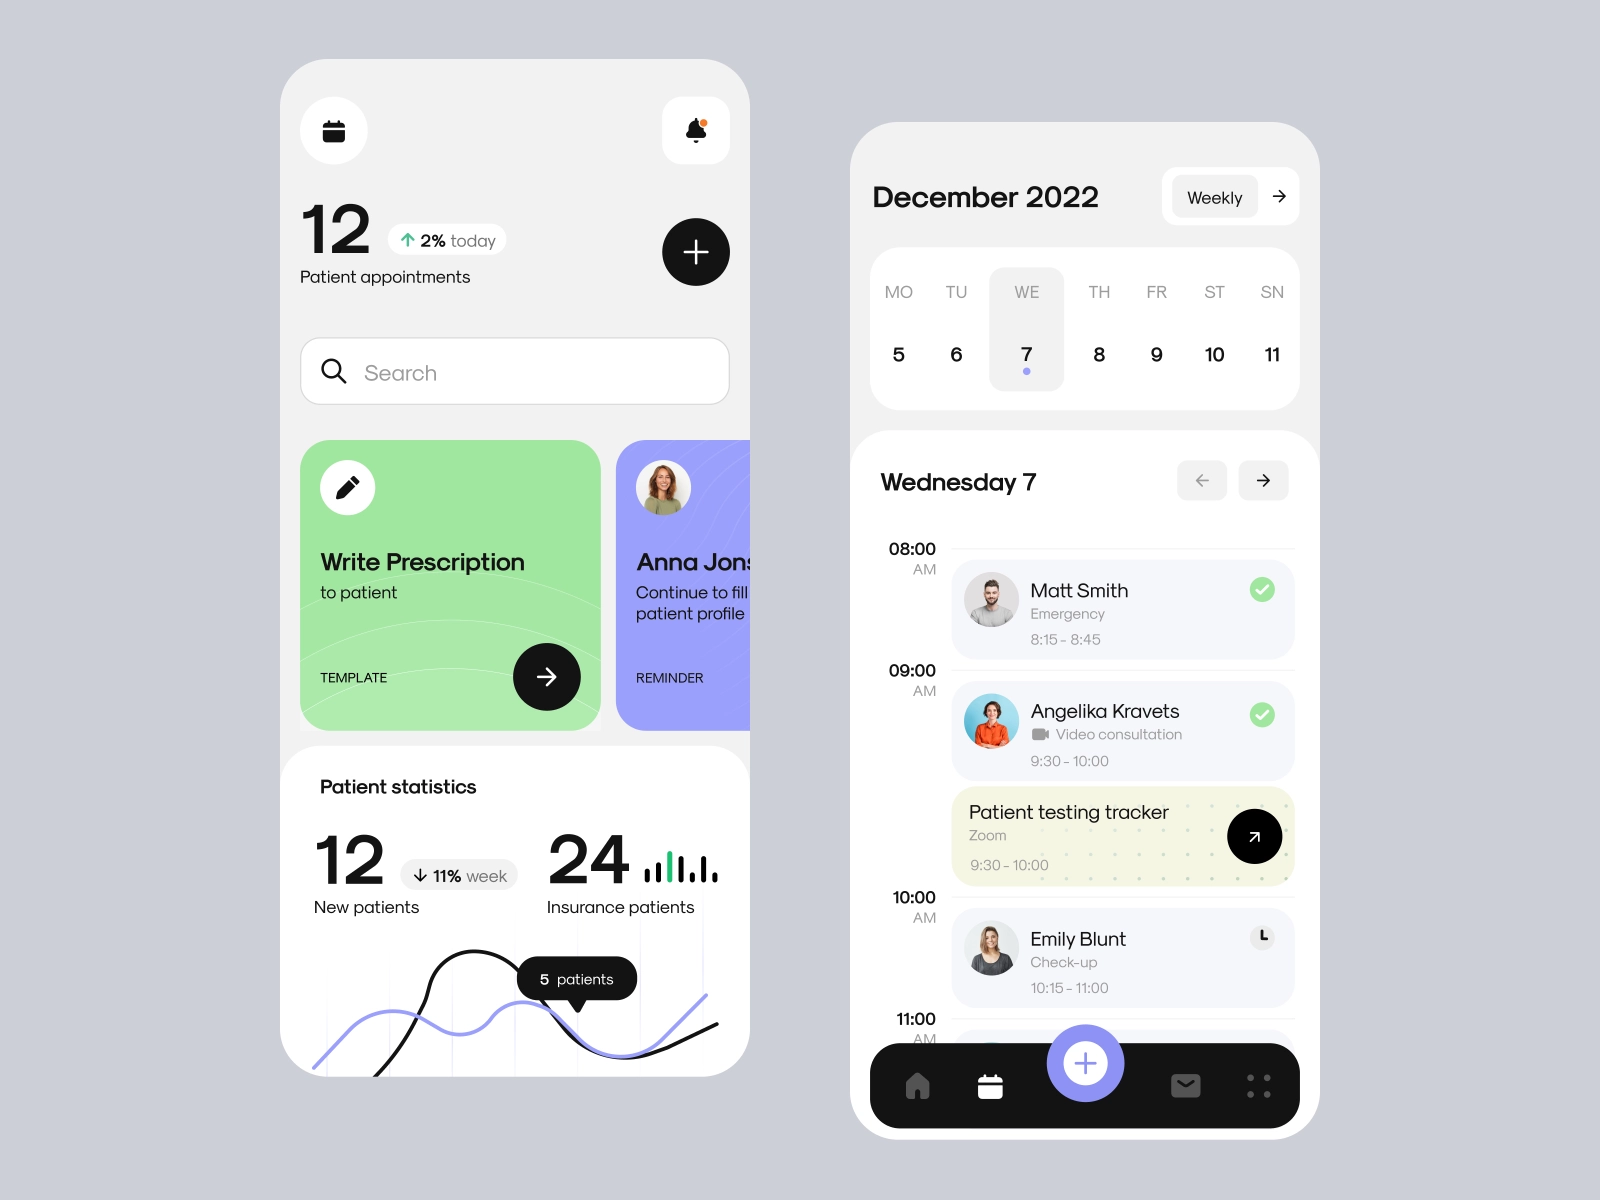 12
2% today
Patient appointments
Search
Write Prescription
to patient
TEMPLATE
Anna Jons
Continue to fill
patient profile
REMINDER
Patient statistics
12
11% week
New patients
24
Insurance patients
5 patients
December 2022
Weekly
MO TU WE TH FR ST SN
5 6 7 8 9 10 11
Wednesday 7
08:00
AM
Matt Smith
Emergency
8:15 - 8:45
09:00
AM
Angelika Kravets
Video consultation
9:30 - 10:00
Patient testing tracker
Zoom
9:30 - 10:00
10:00
AM
Emily Blunt
Check-up
10:15 - 11:00
11:00
AM